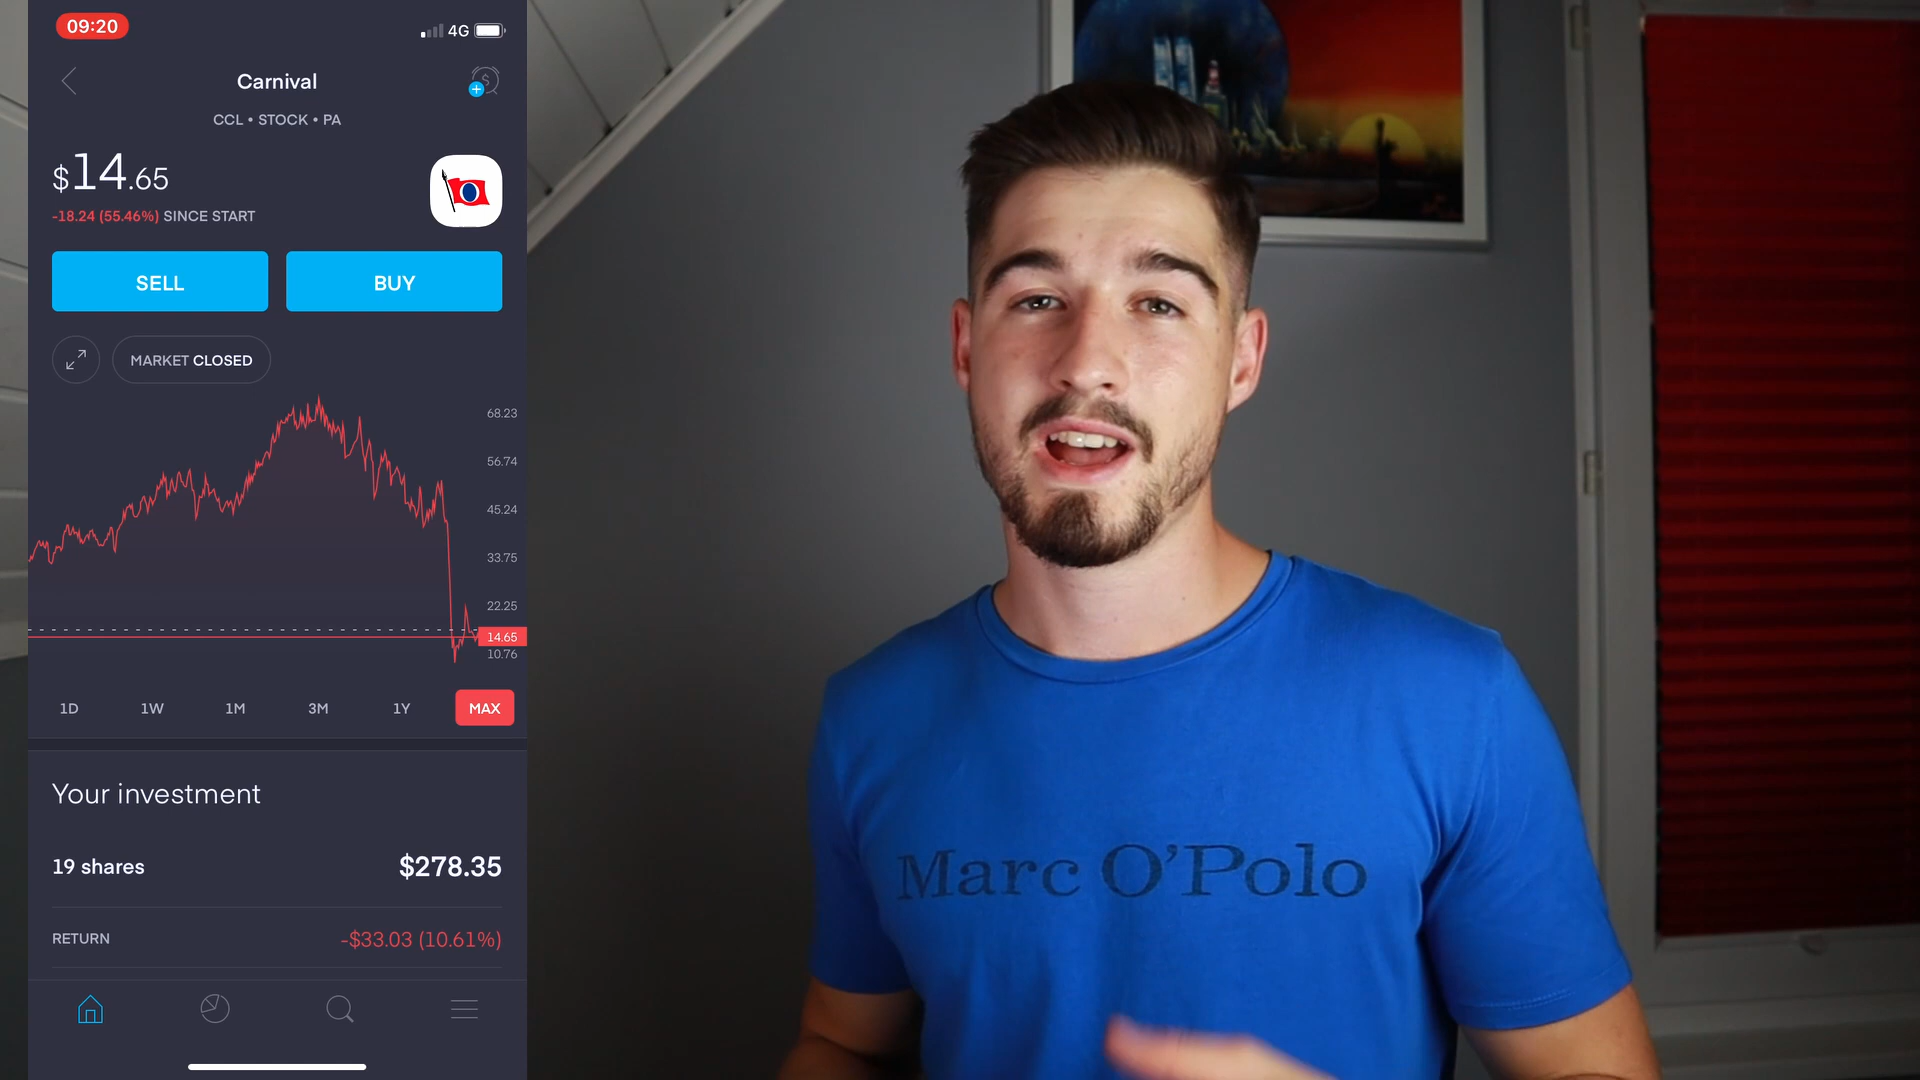 09:20
4G
Carnival
CCL • STOCK • PA
$14.65
-18.24 (55.46%) SINCE START
SELL
BUY
MARKET CLOSED
68.23
56.74
45.24
33.75
22.25
14.65
10.76
1D
1W
1M
3M
1Y
MAX
Your investment
19 shares
$278.35
RETURN
-$33.03 (10.61%)
Marc O'Polo